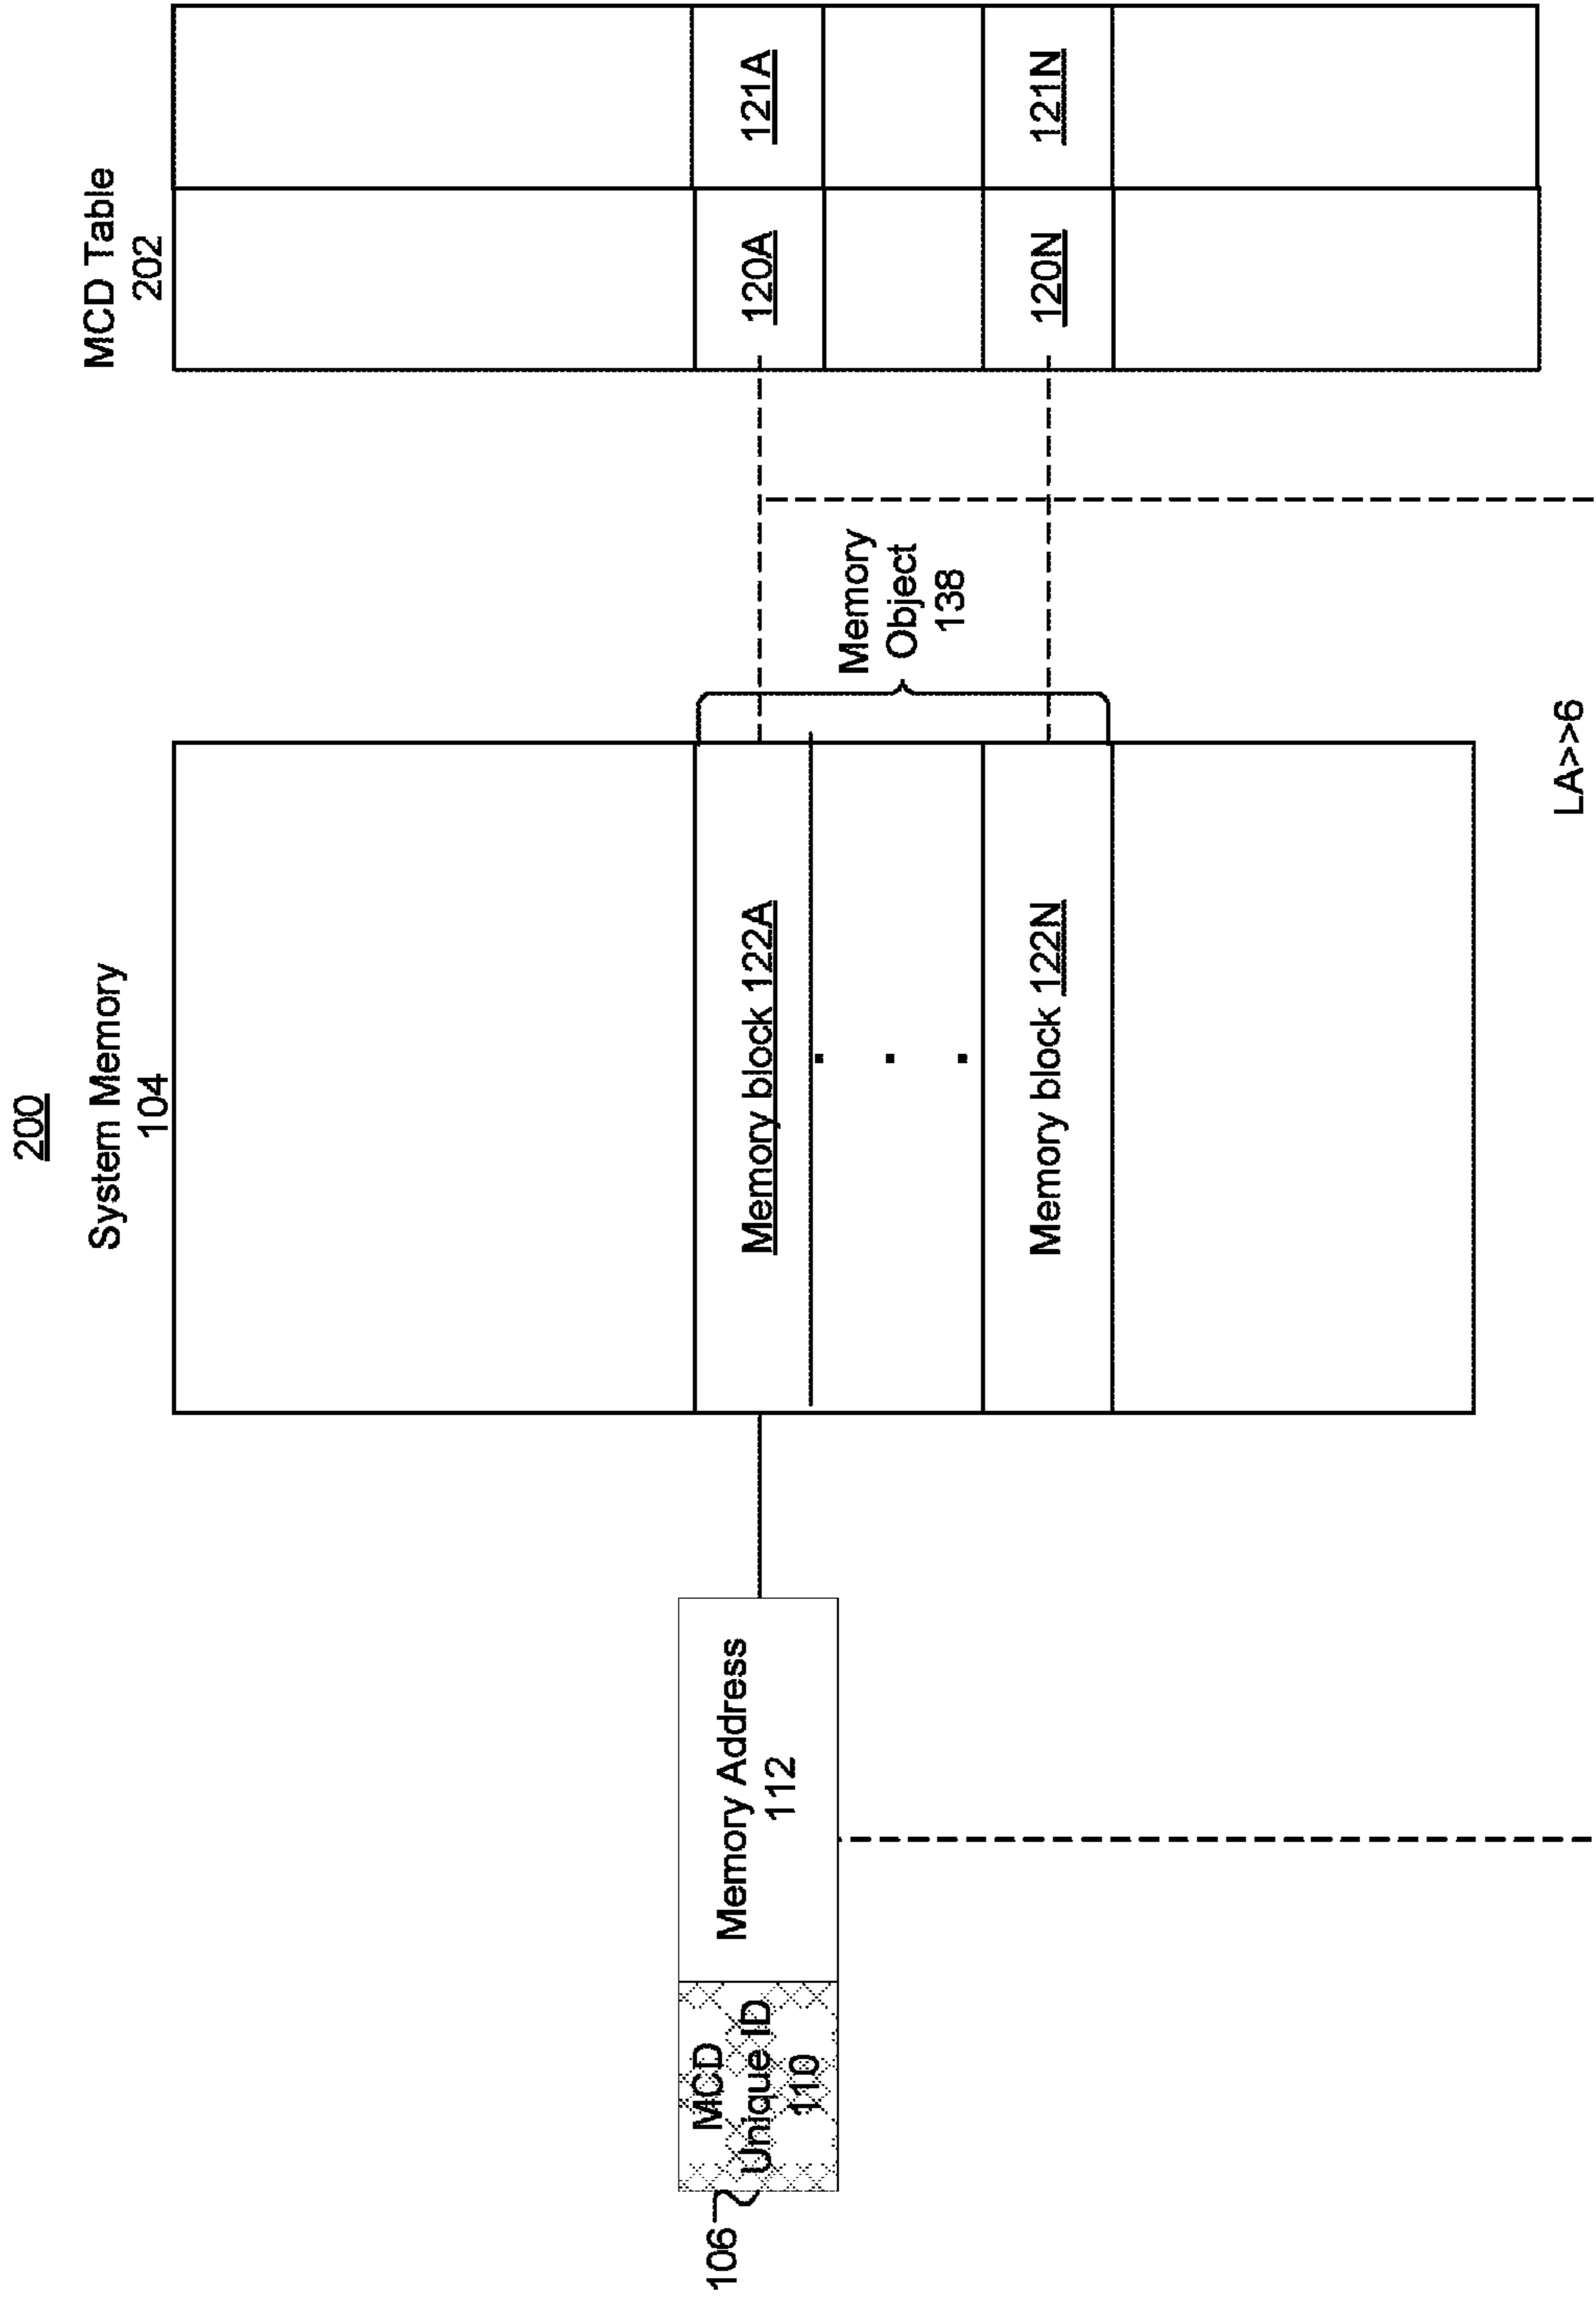 200
System Memory
104
MCD Table
202
106
MCD
Unique ID
110
Memory Address
112
Memory block 122A
.
.
.
Memory block 122N
Memory
Object
138
120A
121A
120N
121N
LA>>6